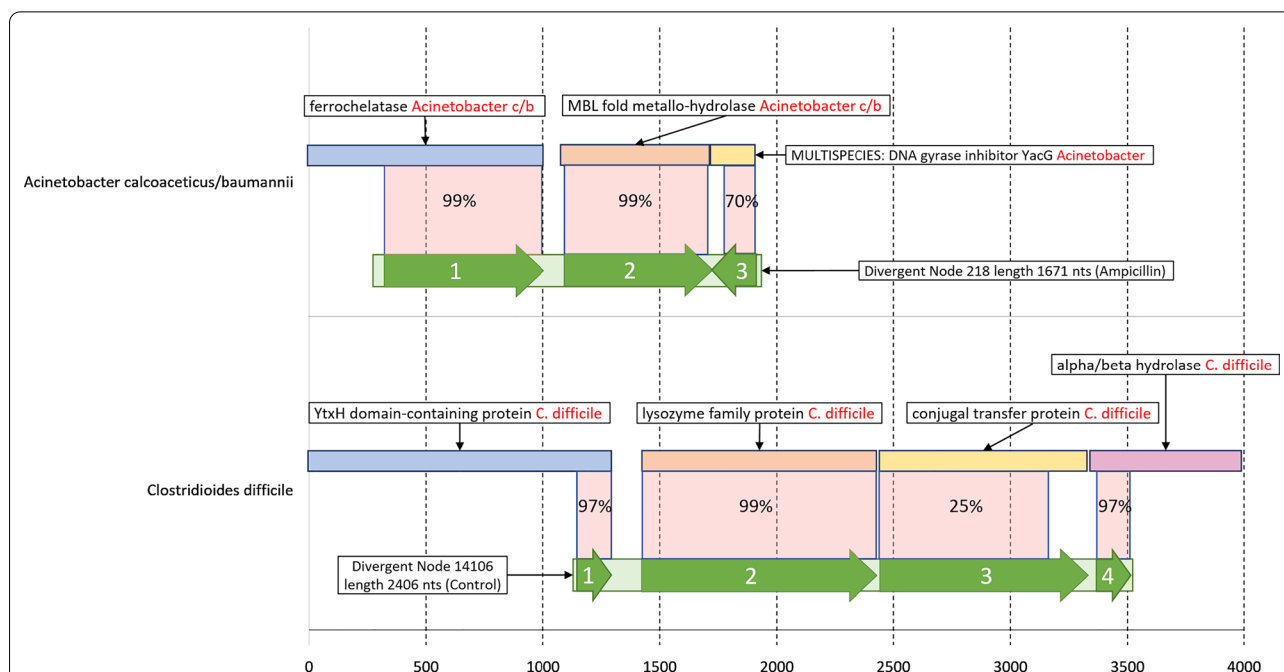 ferrochelatase Acinetobacter c/b
MBL fold metallo-hydrolase Acinetobacter c/b
MULTISPECIES: DNA gyrase inhibitor YacG Acinetobacter
Acinetobacter calcoaceticus/baumannii
99%
99%
70%
1
2
3
Divergent Node 218 length 1671 nts (Ampicillin)
alpha/beta hydrolase C. difficile
YtxH domain-containing protein C. difficile
lysozyme family protein C. difficile
conjugal transfer protein C. difficile
Clostridioides difficile
97%
99%
25%
97%
Divergent Node 14106
length 2406 nts (Control)
1
2
3
4
0 500 1000 1500 2000 2500 3000 3500 4000